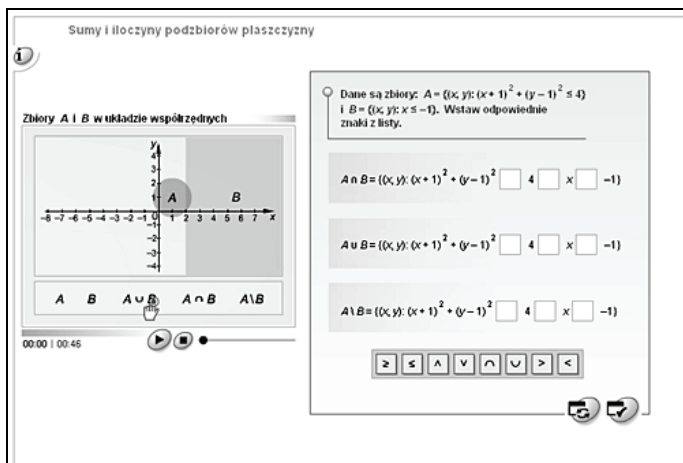 Sumy i iloczyny podzbiorów płaszczyzny
i
Zbiory A i B w układzie współrzędnych
y
4
3
2
1
A
B
-8 -7 -6 -5 -4 -3 -2 -1 0 1 2 3 4 5 6 7 x
-1
-2
-3
-4
A B A ∪ B A ∩ B A\B
00:00 | 00:46
Dane są zbiory: A = {(x, y): (x + 1)² + (y – 1)² ≤ 4}
i B = {(x, y): x ≤ –1}. Wstaw odpowiednie
znaki z listy.
A ∩ B = {(x, y): (x + 1)² + (y – 1)² □ 4 □ x □ –1}
A ∪ B = {(x, y): (x + 1)² + (y – 1)² □ 4 □ x □ –1}
A \ B = {(x, y): (x + 1)² + (y – 1)² □ 4 □ x □ –1}
≥ ≤ ∧ ∨ ∩ ∪ > <